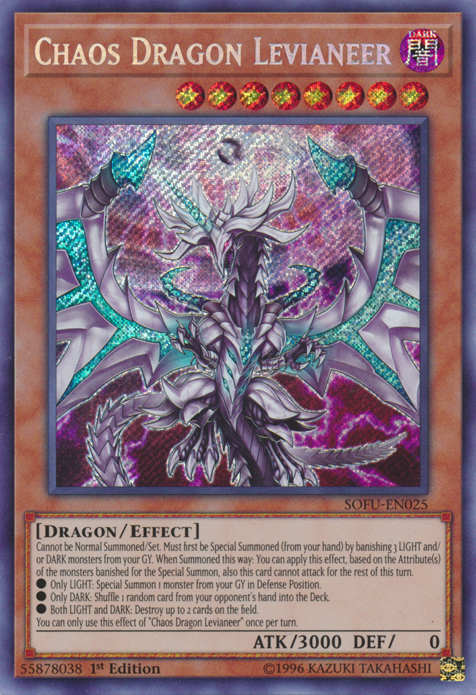 CHAOS DRAGON LEVIANEER
DARK
闇
SOFU-EN025
[DRAGON/EFFECT]
Cannot be Normal Summoned/Set. Must first be Special Summoned (from your hand) by banishing 3 LIGHT and/
or DARK monsters from your GY. When Summoned this way: You can apply this effect, based on the Attribute(s)
of the monsters banished for the Special Summon, also this card cannot attack for the rest of this turn.
● Only LIGHT: Special Summon 1 monster from your GY in Defense Position.
● Only DARK: Shuffle 1 random card from your opponent's hand into the Deck.
● Both LIGHT and DARK: Destroy up to 2 cards on the field.
You can only use this effect of "Chaos Dragon Levianeer" once per turn.
ATK/3000 DEF/ 0
55878038 1st Edition ©1996 KAZUKI TAKAHASHI